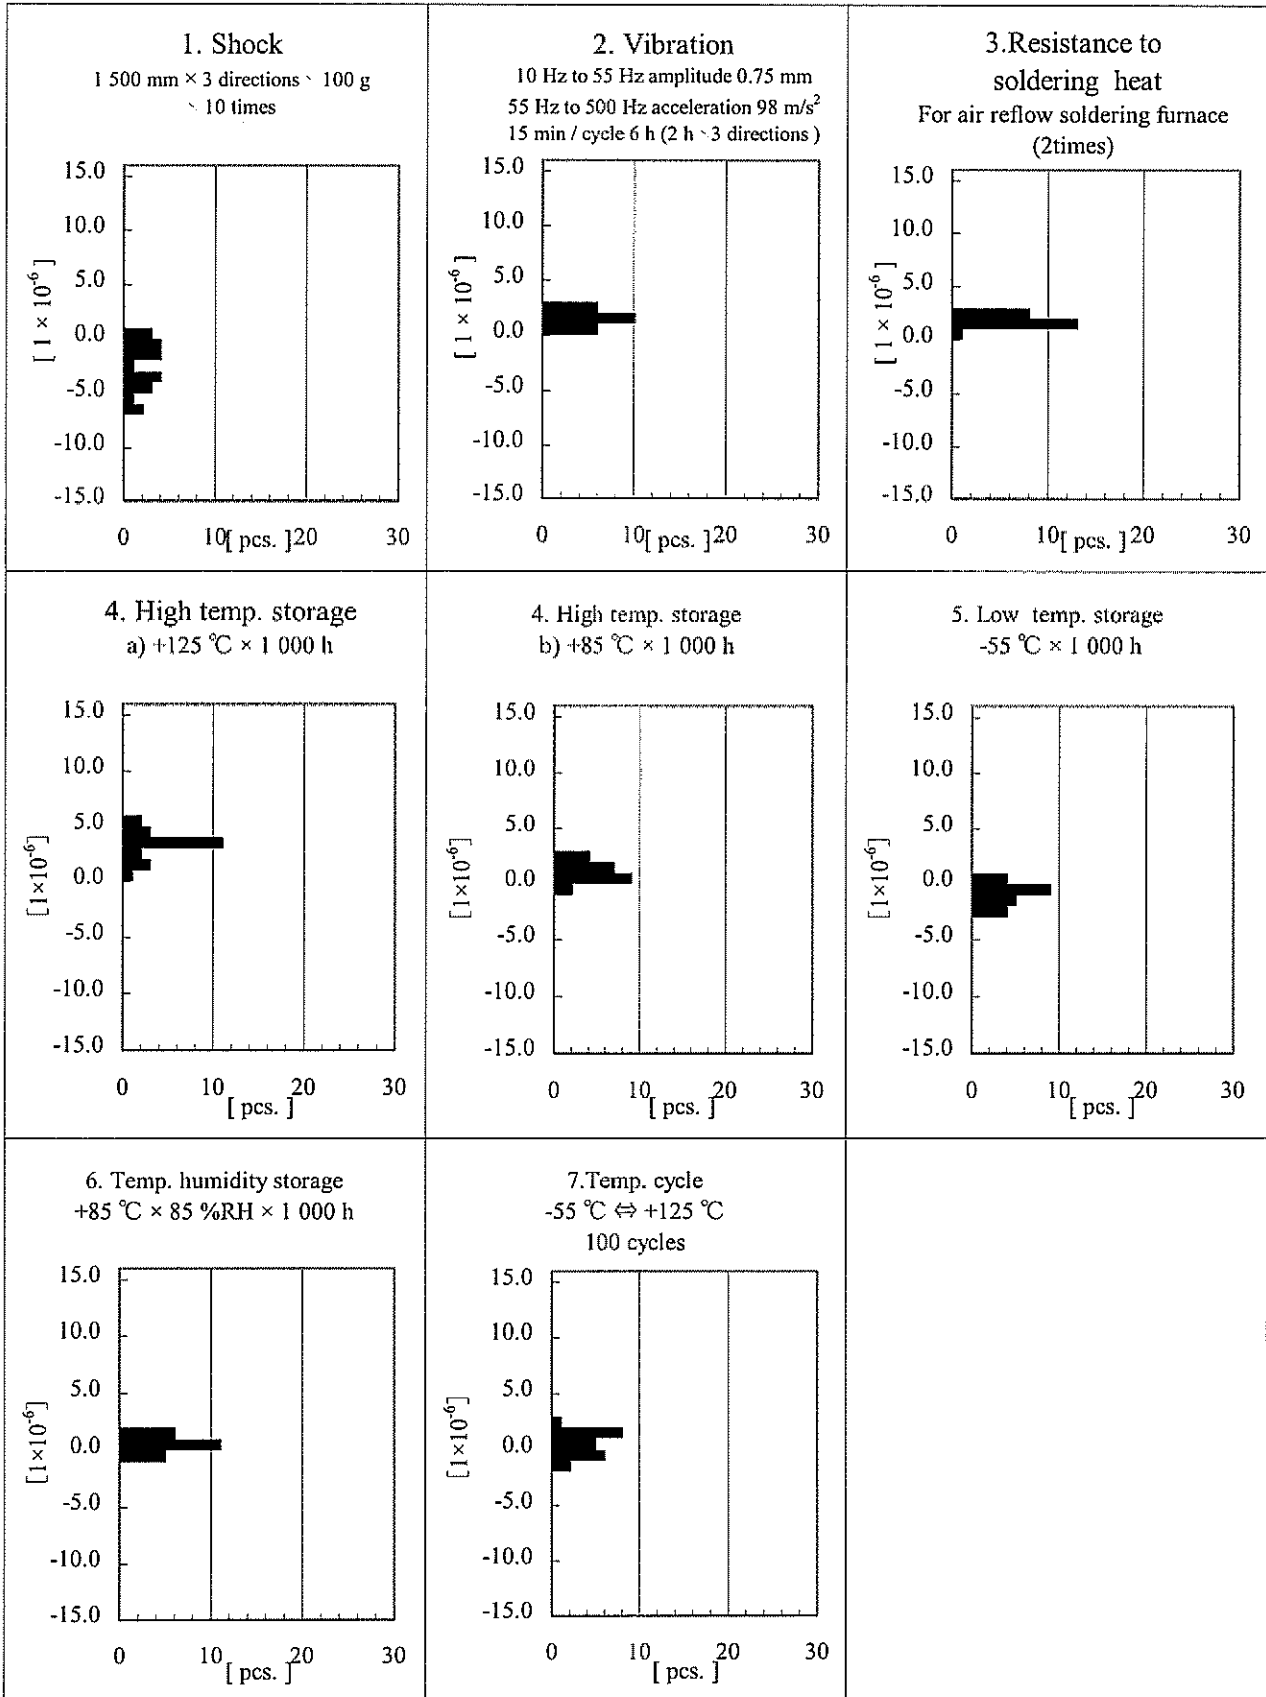 1. Shock
1 500 mm × 3 directions、100 g
、10 times
15.0
10.0
5.0
0.0
-5.0
-10.0
-15.0
[ 1 × 10-6 ]
0 10 [ pcs. ] 20 30
2. Vibration
10 Hz to 55 Hz amplitude 0.75 mm
55 Hz to 500 Hz acceleration 98 m/s2
15 min / cycle 6 h (2 h、3 directions )
15.0
10.0
5.0
0.0
-5.0
-10.0
-15.0
[ 1 × 10-6 ]
0 10 [ pcs. ] 20 30
3.Resistance to
soldering heat
For air reflow soldering furnace
(2times)
15.0
10.0
5.0
0.0
-5.0
-10.0
-15.0
[ 1 × 10-6 ]
0 10 [ pcs. ] 20 30
4. High temp. storage
a) +125 ℃ × 1 000 h
15.0
10.0
5.0
0.0
-5.0
-10.0
-15.0
[1×10-6]
0 10 20 30
[ pcs. ]
4. High temp. storage
b) +85 ℃ × 1 000 h
15.0
10.0
5.0
0.0
-5.0
-10.0
-15.0
[1×10-6]
0 10 20 30
[ pcs. ]
5. Low temp. storage
-55 ℃ × 1 000 h
15.0
10.0
5.0
0.0
-5.0
-10.0
-15.0
[1×10-6]
0 10 20 30
[ pcs. ]
6. Temp. humidity storage
+85 ℃ × 85 %RH × 1 000 h
15.0
10.0
5.0
0.0
-5.0
-10.0
-15.0
[1×10-6]
0 10 20 30
[ pcs. ]
7.Temp. cycle
-55 ℃ ⇔ +125 ℃
100 cycles
15.0
10.0
5.0
0.0
-5.0
-10.0
-15.0
[1×10-6]
0 10 20 30
[ pcs. ]